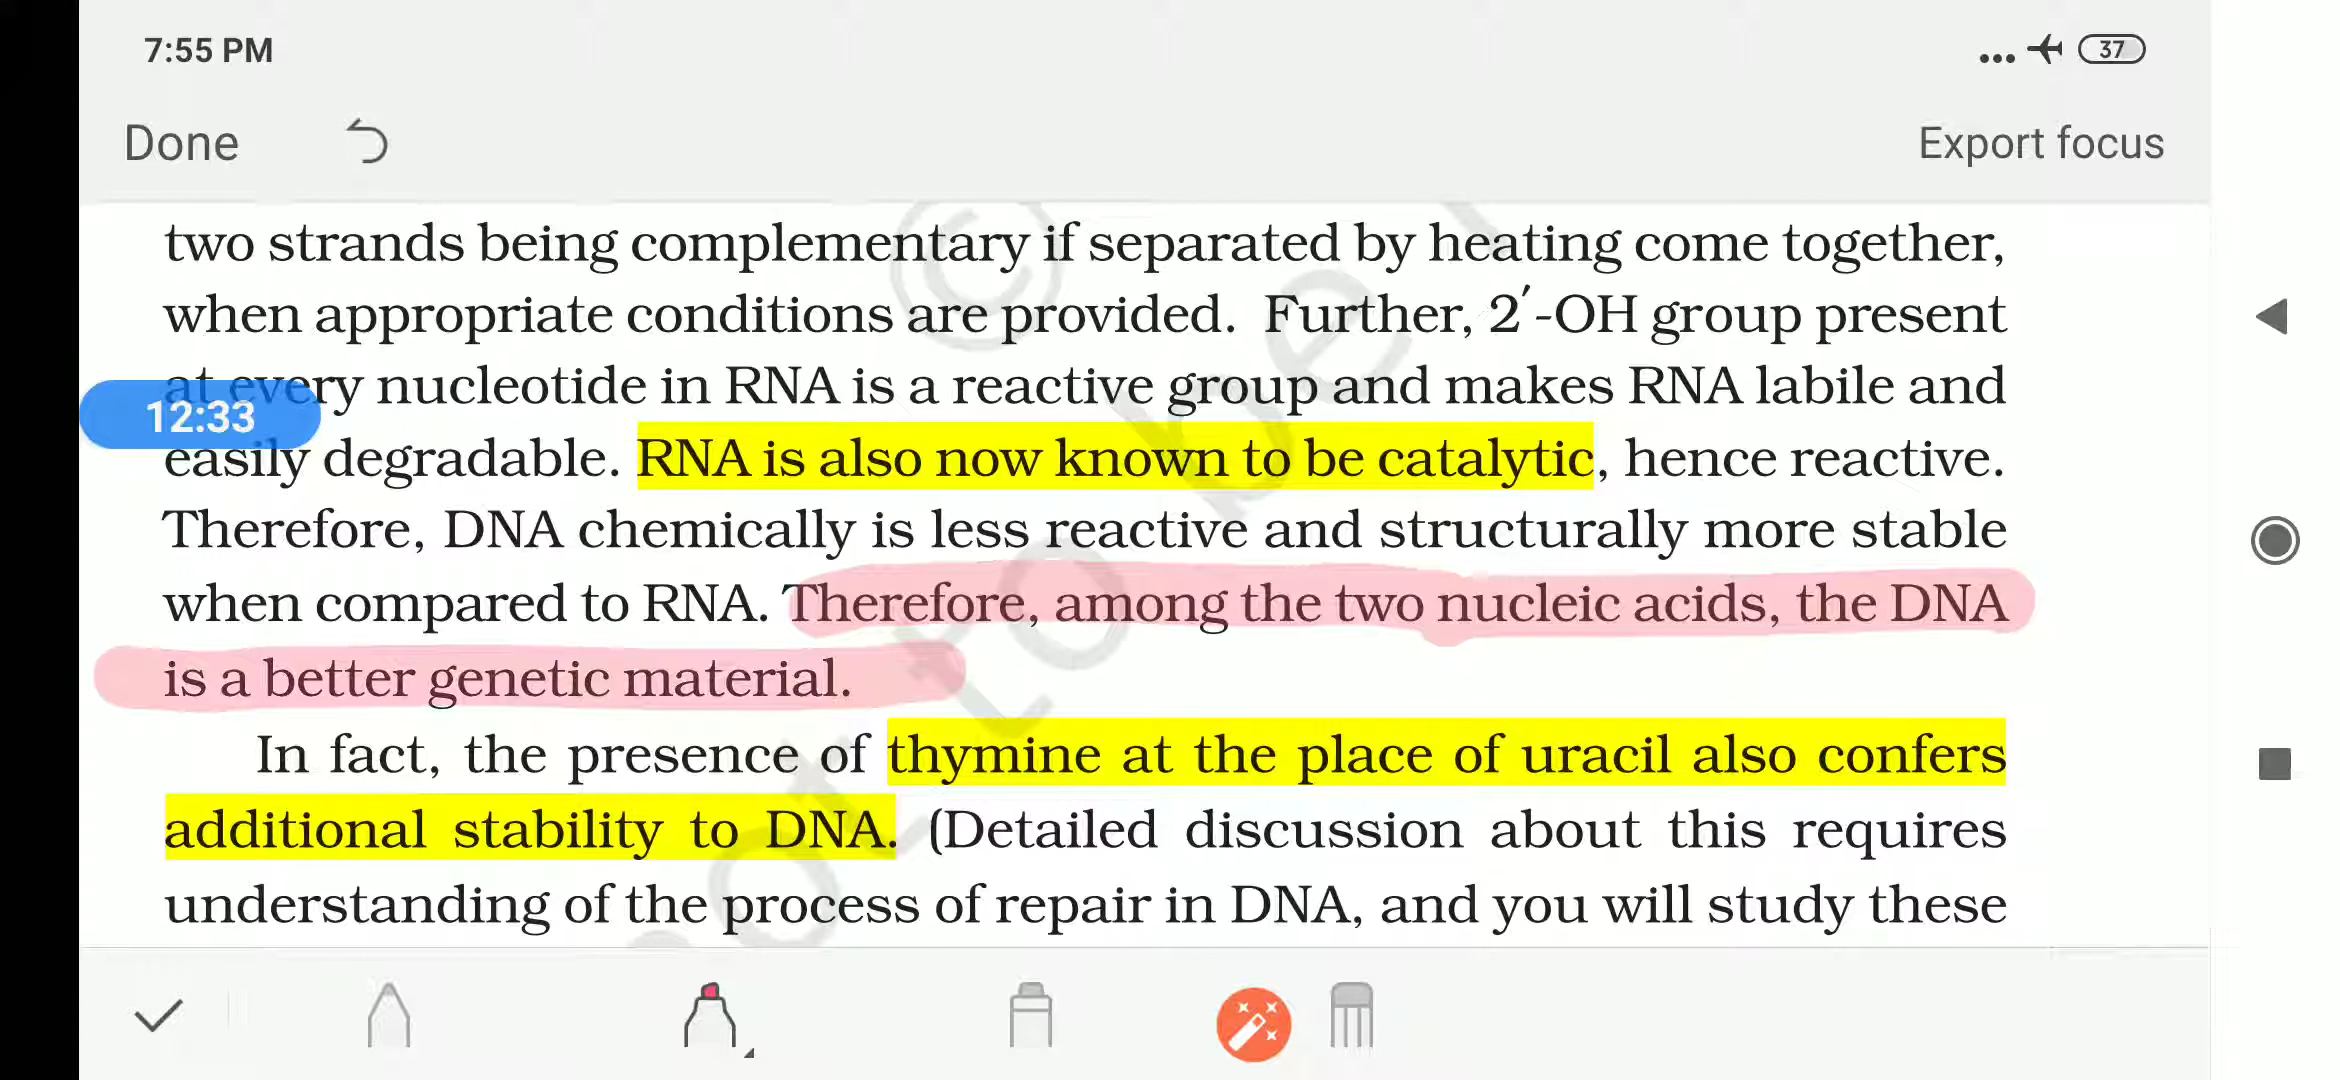 7:55 PM
37
Done
Export focus
two strands being complementary if separated by heating come together,
when appropriate conditions are provided. Further, 2′-OH group present
at every nucleotide in RNA is a reactive group and makes RNA labile and
12:33
easily degradable. RNA is also now known to be catalytic, hence reactive.
Therefore, DNA chemically is less reactive and structurally more stable
when compared to RNA. Therefore, among the two nucleic acids, the DNA
is a better genetic material.
In fact, the presence of thymine at the place of uracil also confers
additional stability to DNA. (Detailed discussion about this requires
understanding of the process of repair in DNA, and you will study these
© 
not to be